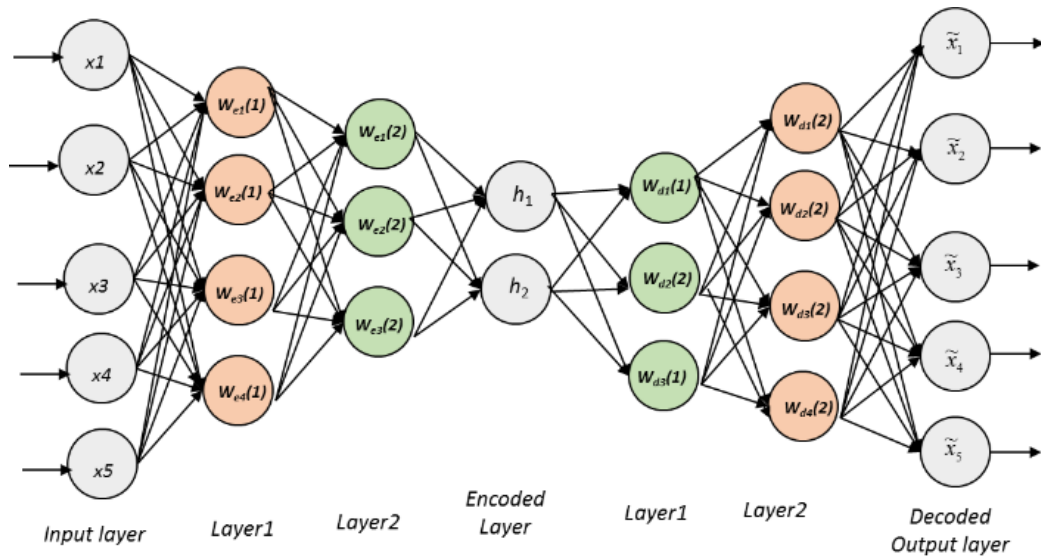 x1
x2
x3
x4
x5
We1(1)
We2(1)
We3(1)
We4(1)
We1(2)
We2(2)
We3(2)
h1
h2
Wd1(1)
Wd2(2)
Wd3(1)
Wd1(2)
Wd2(2)
Wd3(2)
Wd4(2)
x̃1
x̃2
x̃3
x̃4
x̃5
Input layer
Layer1
Layer2
Encoded
Layer
Layer1
Layer2
Decoded
Output layer